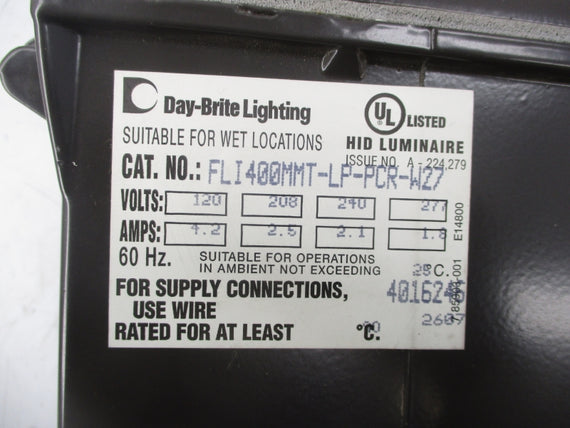 Day-Brite Lighting
UL LISTED
SUITABLE FOR WET LOCATIONS
HID LUMINAIRE
ISSUE NO. A-224,279
CAT. NO.: FLI400MMT-LP-PCR-W27
VOLTS: 120 208 240 277
AMPS: 4.2 2.5 2.1 1.8
60 Hz. SUITABLE FOR OPERATIONS
IN AMBIENT NOT EXCEEDING C.
FOR SUPPLY CONNECTIONS,
USE WIRE
RATED FOR AT LEAST °C.
2607
E14800